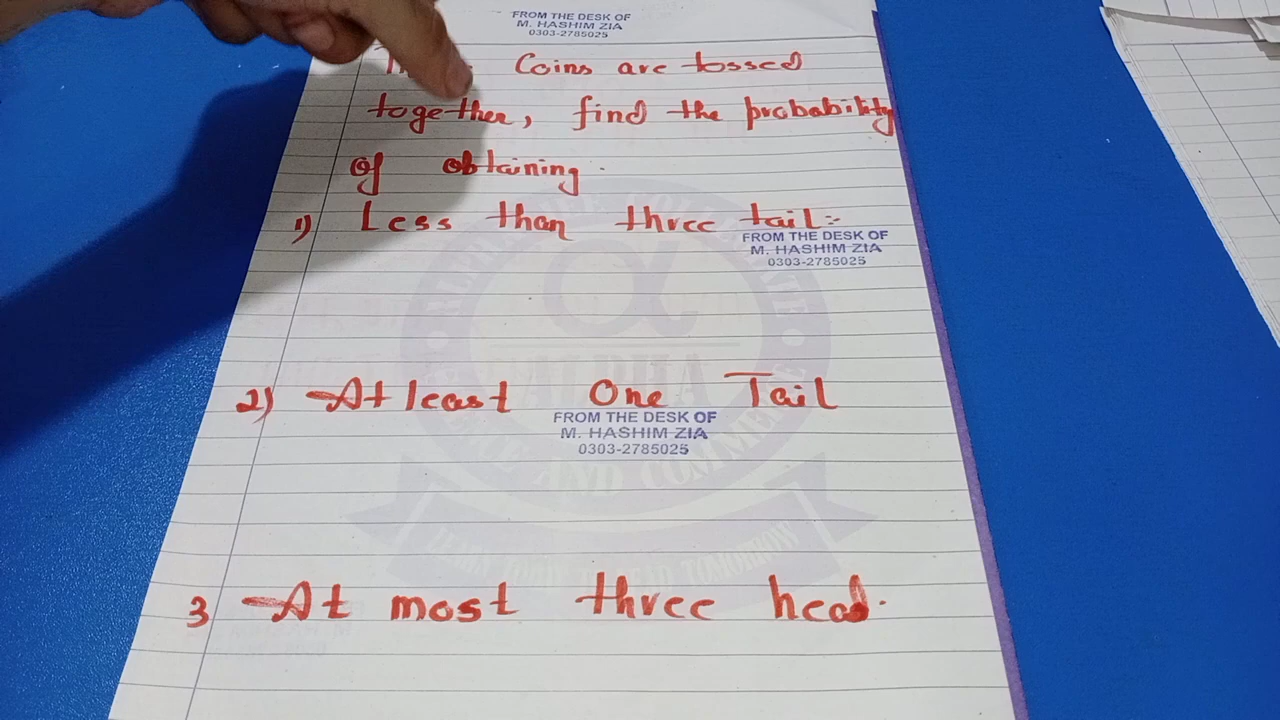 FROM THE DESK OF
M. HASHIM ZIA
0303-2785025
Coins are tossed
together, find the probability
of obtaining.
1) Less than three tail:-
FROM THE DESK OF
M. HASHIM ZIA
0303-2785025
2) At least One Tail
FROM THE DESK OF
M. HASHIM ZIA
0303-2785025
3 At most three head.